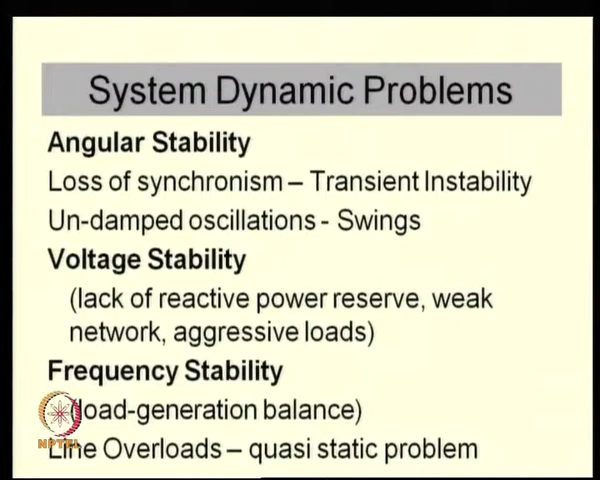 System Dynamic Problems
Angular Stability
Loss of synchronism – Transient Instability
Un-damped oscillations - Swings
Voltage Stability
(lack of reactive power reserve, weak
network, aggressive loads)
Frequency Stability
(load-generation balance)
Line Overloads – quasi static problem
NPTEL